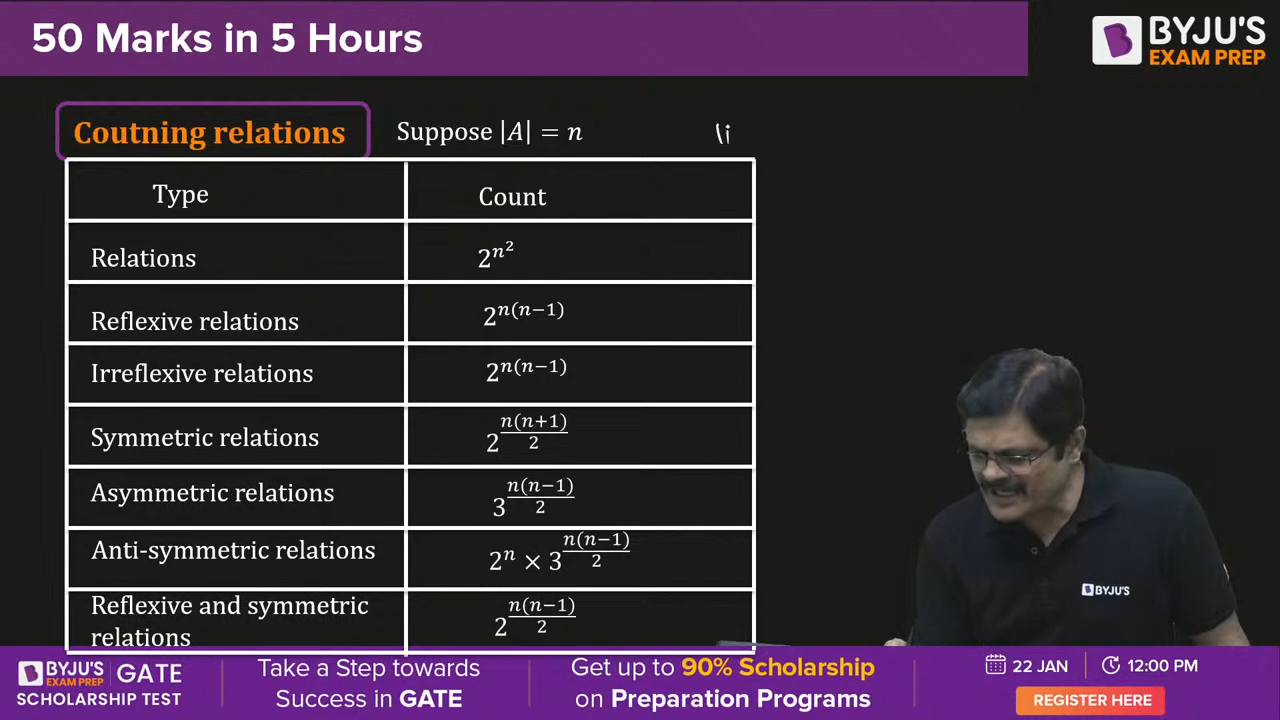 50 Marks in 5 Hours
BYJU'S
EXAM PREP
Coutning relations
Suppose |A| = n
Type
Count
Relations
2^{n^2}
Reflexive relations
2^{n(n−1)}
Irreflexive relations
2^{n(n−1)}
Symmetric relations
2^{\frac{n(n+1)}{2}}
Asymmetric relations
3^{\frac{n(n−1)}{2}}
Anti-symmetric relations
2^n × 3^{\frac{n(n−1)}{2}}
Reflexive and symmetric
relations
2^{\frac{n(n−1)}{2}}
BYJU'S
BYJU'S
EXAM PREP
GATE
SCHOLARSHIP TEST
Take a Step towards
Success in GATE
Get up to 90% Scholarship
on Preparation Programs
22 JAN
12:00 PM
REGISTER HERE